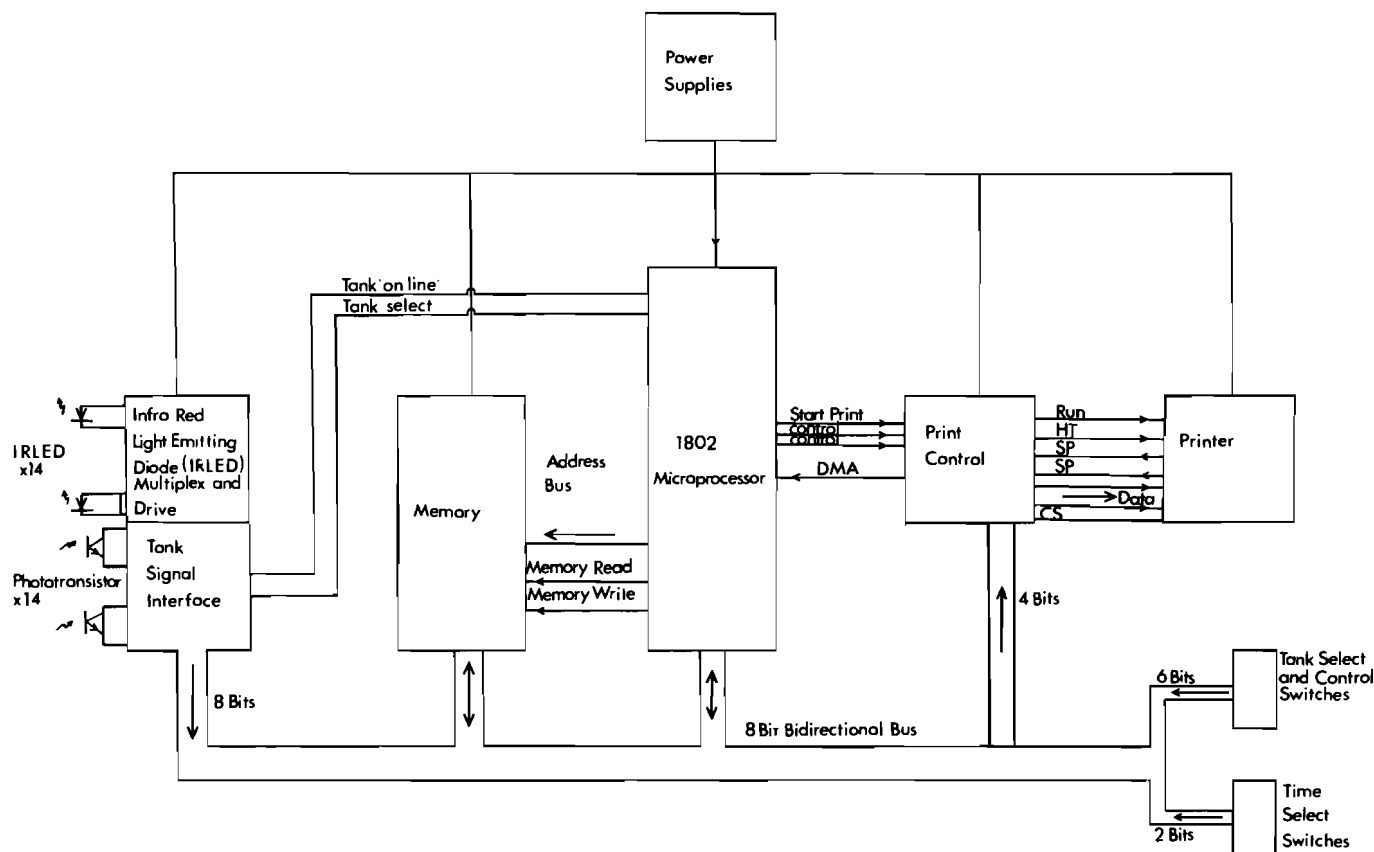 Power
Supplies
Tank on line
Tank select
IRLED
x14
Infra Red
Light Emitting
Diode (IRLED)
Multiplex and
Drive
Phototransistor
x14
Tank
Signal
Interface
Memory
Address
Bus
Memory Read
Memory Write
1802
Microprocessor
Start Print
control
control
DMA
Print
Control
Run
HT
SP
SP
Data
CS
Printer
8 Bits
8 Bit Bidirectional Bus
4 Bits
6 Bits
Tank Select
and Control
Switches
2 Bits
Time
Select
Switches